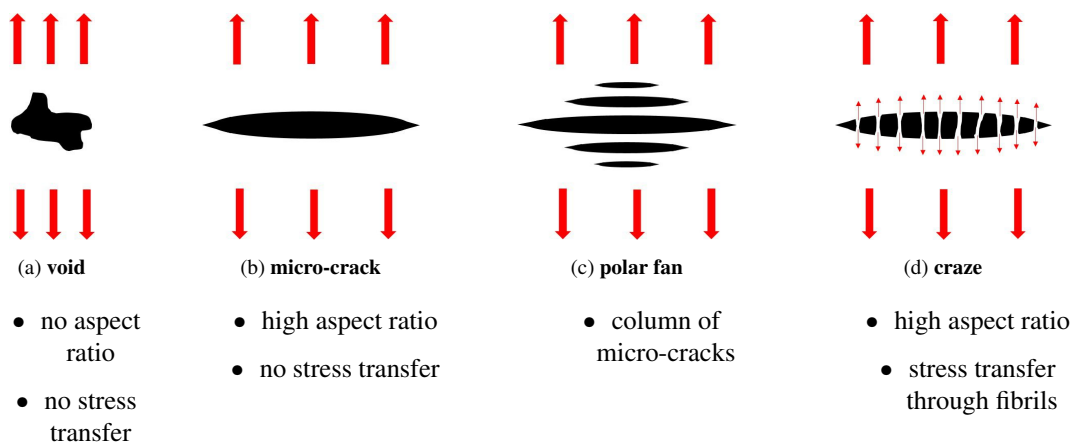 (a) void
(b) micro-crack
(c) polar fan
(d) craze
• no aspect
ratio
• no stress
transfer
• high aspect ratio
• no stress transfer
• column of
micro-cracks
• high aspect ratio
• stress transfer
through fibrils